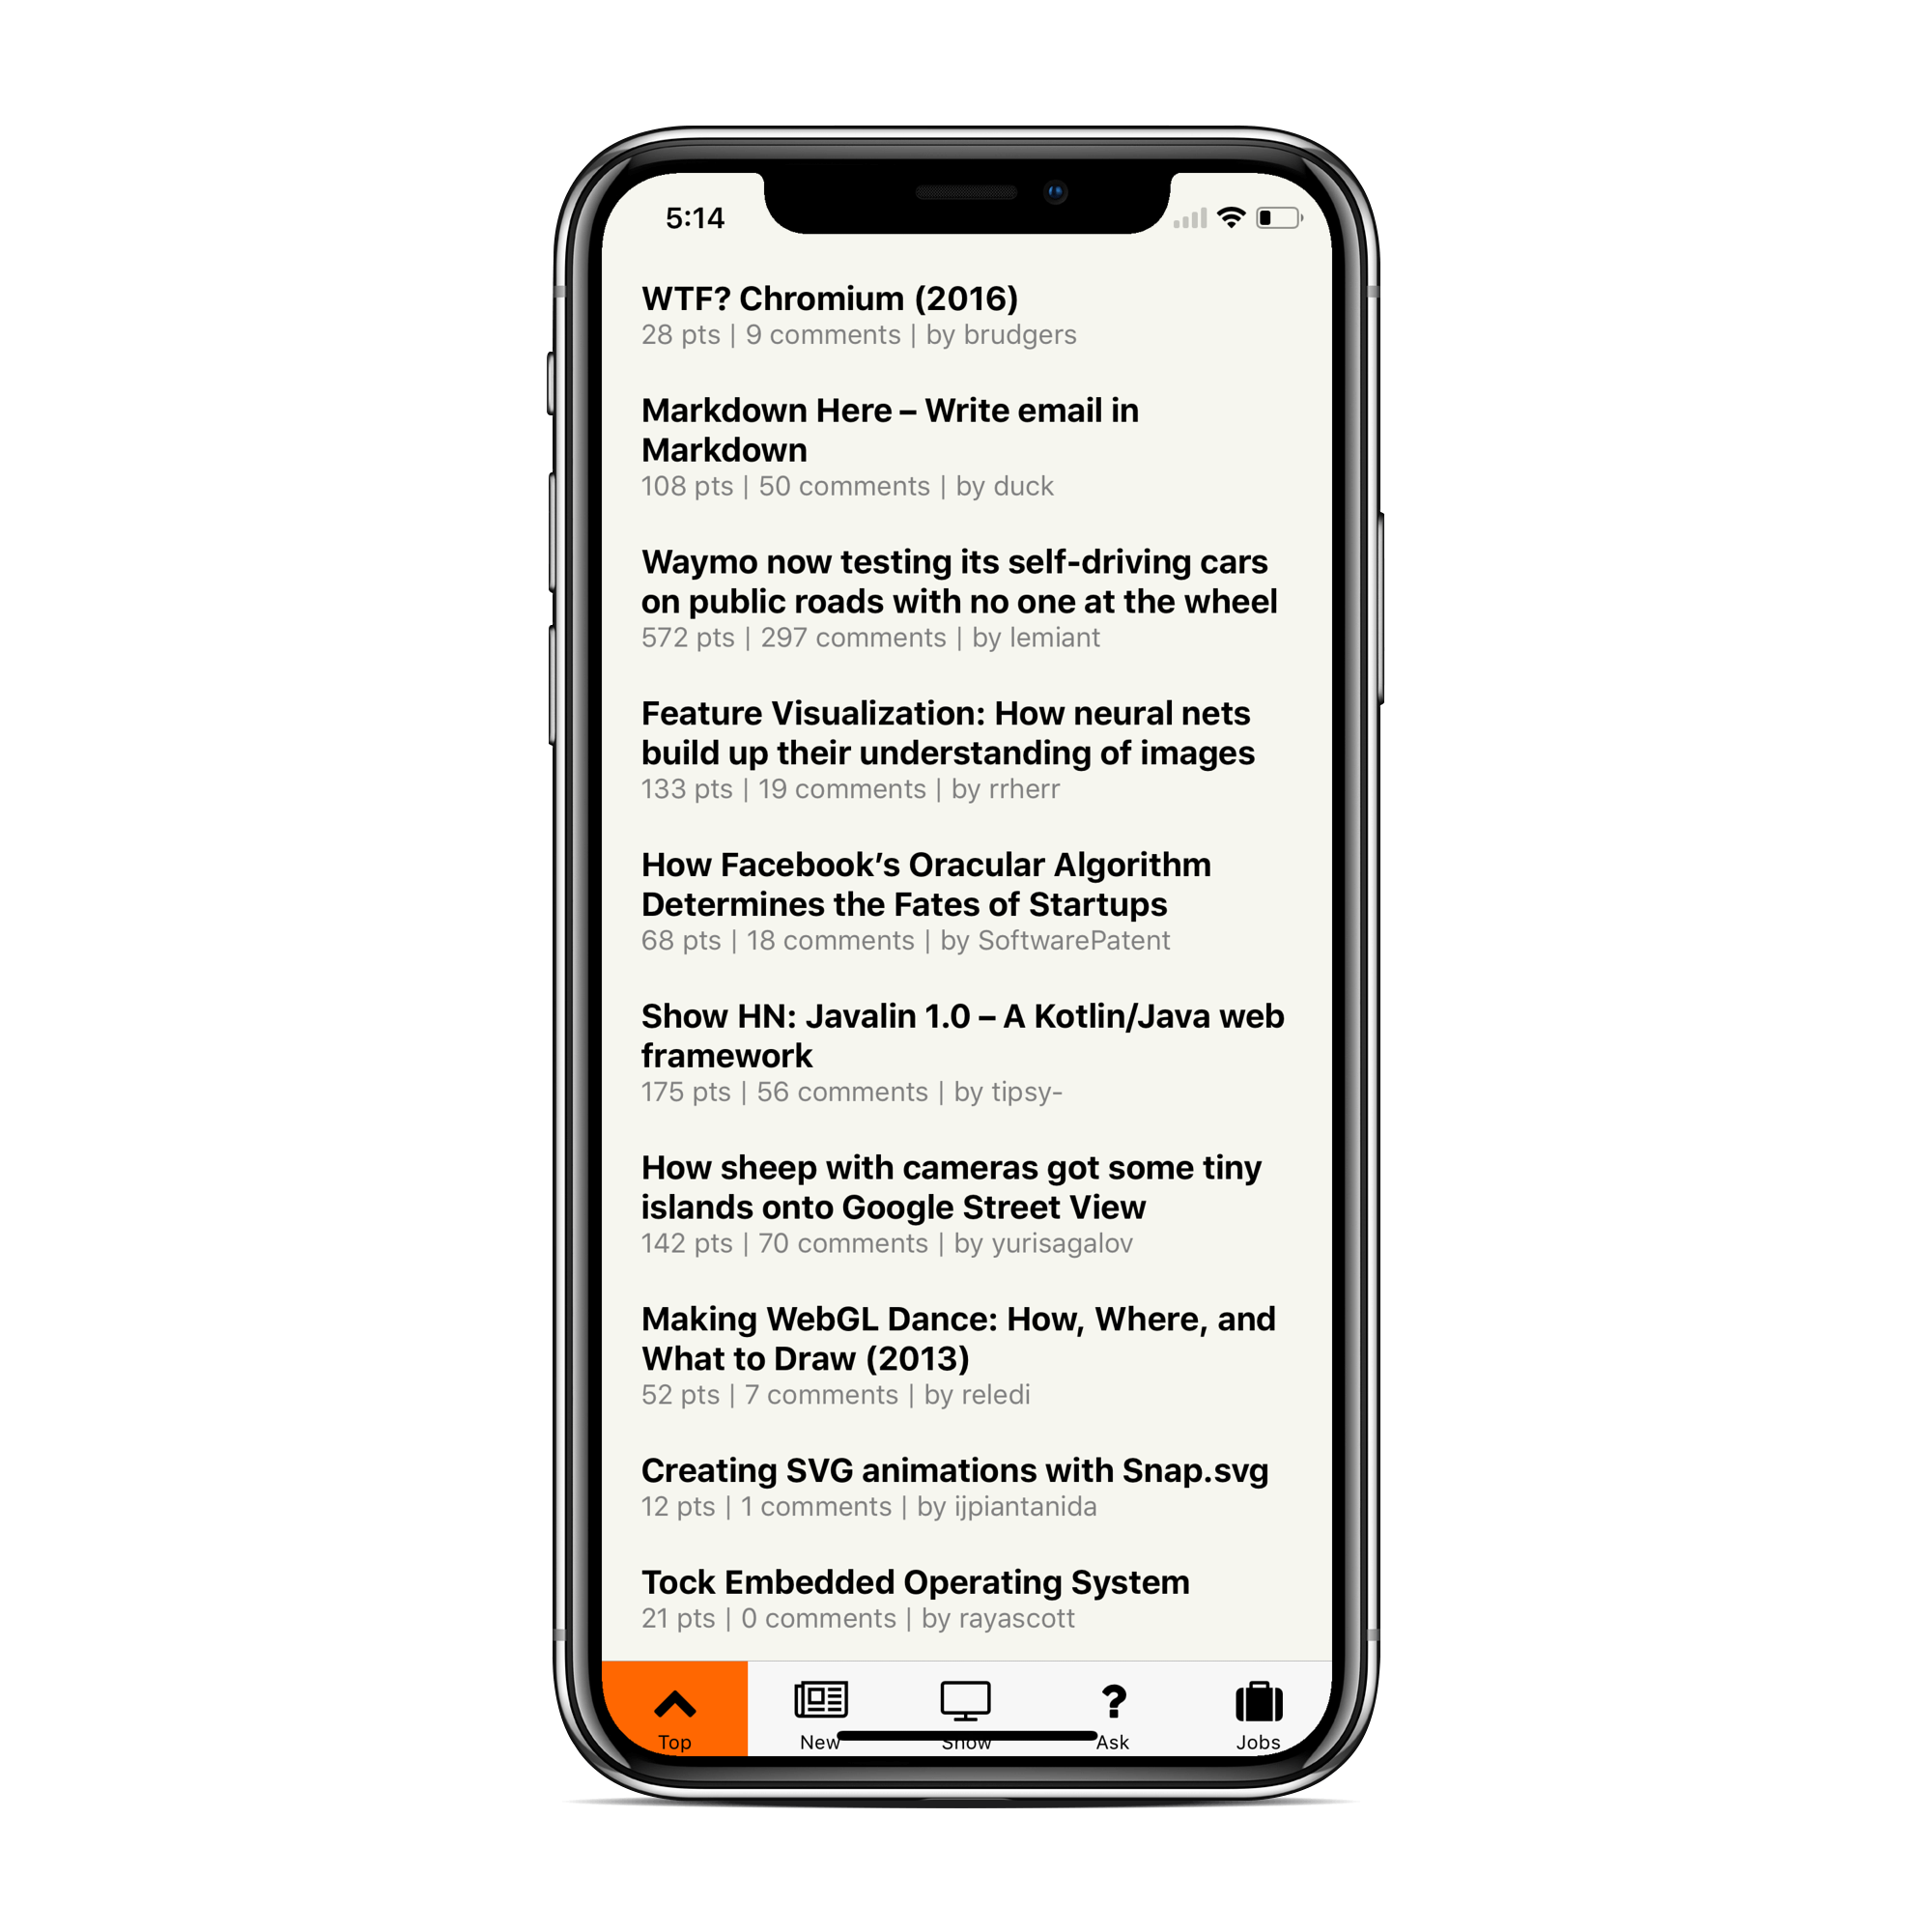 5:14
WTF? Chromium (2016)
28 pts | 9 comments | by brudgers
Markdown Here – Write email in
Markdown
108 pts | 50 comments | by duck
Waymo now testing its self-driving cars
on public roads with no one at the wheel
572 pts | 297 comments | by lemiant
Feature Visualization: How neural nets
build up their understanding of images
133 pts | 19 comments | by rrherr
How Facebook’s Oracular Algorithm
Determines the Fates of Startups
68 pts | 18 comments | by SoftwarePatent
Show HN: Javalin 1.0 – A Kotlin/Java web
framework
175 pts | 56 comments | by tipsy-
How sheep with cameras got some tiny
islands onto Google Street View
142 pts | 70 comments | by yurisagalov
Making WebGL Dance: How, Where, and
What to Draw (2013)
52 pts | 7 comments | by reledi
Creating SVG animations with Snap.svg
12 pts | 1 comments | by ijpiantanida
Tock Embedded Operating System
21 pts | 0 comments | by rayascott
Top New Show Ask Jobs